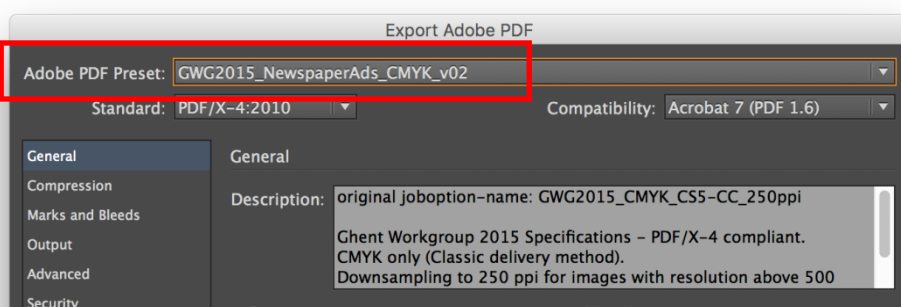 Export Adobe PDF
Adobe PDF Preset: GWG2015_NewspaperAds_CMYK_v02
Standard: PDF/X-4:2010 Compatibility: Acrobat 7 (PDF 1.6)
General
Compression
Marks and Bleeds
Output
Advanced
Security
General
Description: original joboption-name: GWG2015_CMYK_CS5-CC_250ppi
Ghent Workgroup 2015 Specifications - PDF/X-4 compliant.
CMYK only (Classic delivery method).
Downsampling to 250 ppi for images with resolution above 500